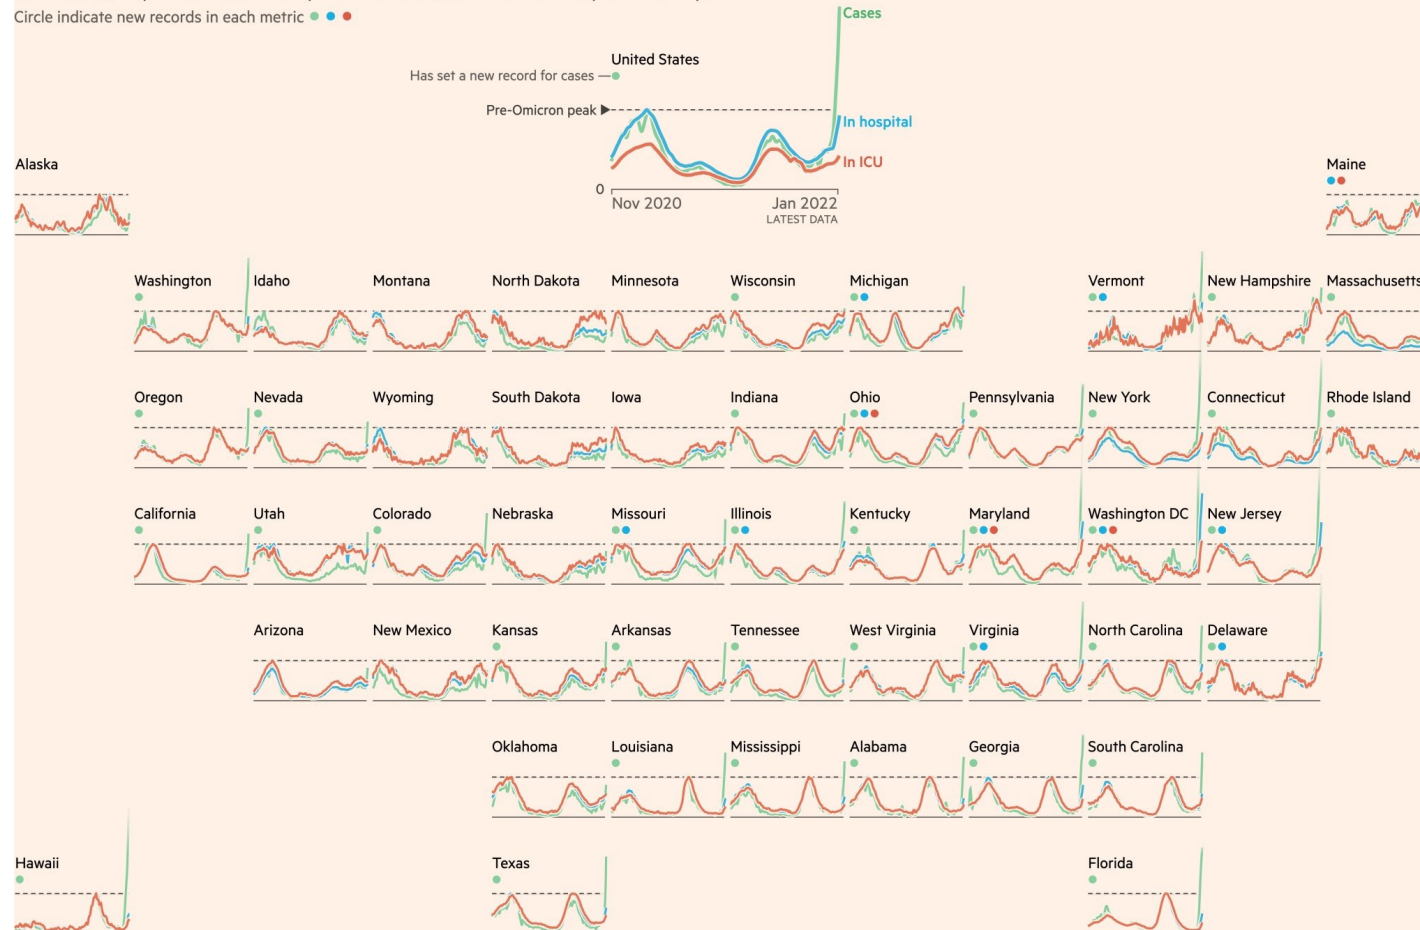 Circle indicate new records in each metric
Cases
United States
Has set a new record for cases
Pre-Omicron peak
In hospital
In ICU
0
Nov 2020
Jan 2022
LATEST DATA
Alaska
Maine
Washington
Idaho
Montana
North Dakota
Minnesota
Wisconsin
Michigan
Vermont
New Hampshire
Massachusetts
Oregon
Nevada
Wyoming
South Dakota
Iowa
Indiana
Ohio
Pennsylvania
New York
Connecticut
Rhode Island
California
Utah
Colorado
Nebraska
Missouri
Illinois
Kentucky
Maryland
Washington DC
New Jersey
Arizona
New Mexico
Kansas
Arkansas
Tennessee
West Virginia
Virginia
North Carolina
Delaware
Oklahoma
Louisiana
Mississippi
Alabama
Georgia
South Carolina
Hawaii
Texas
Florida